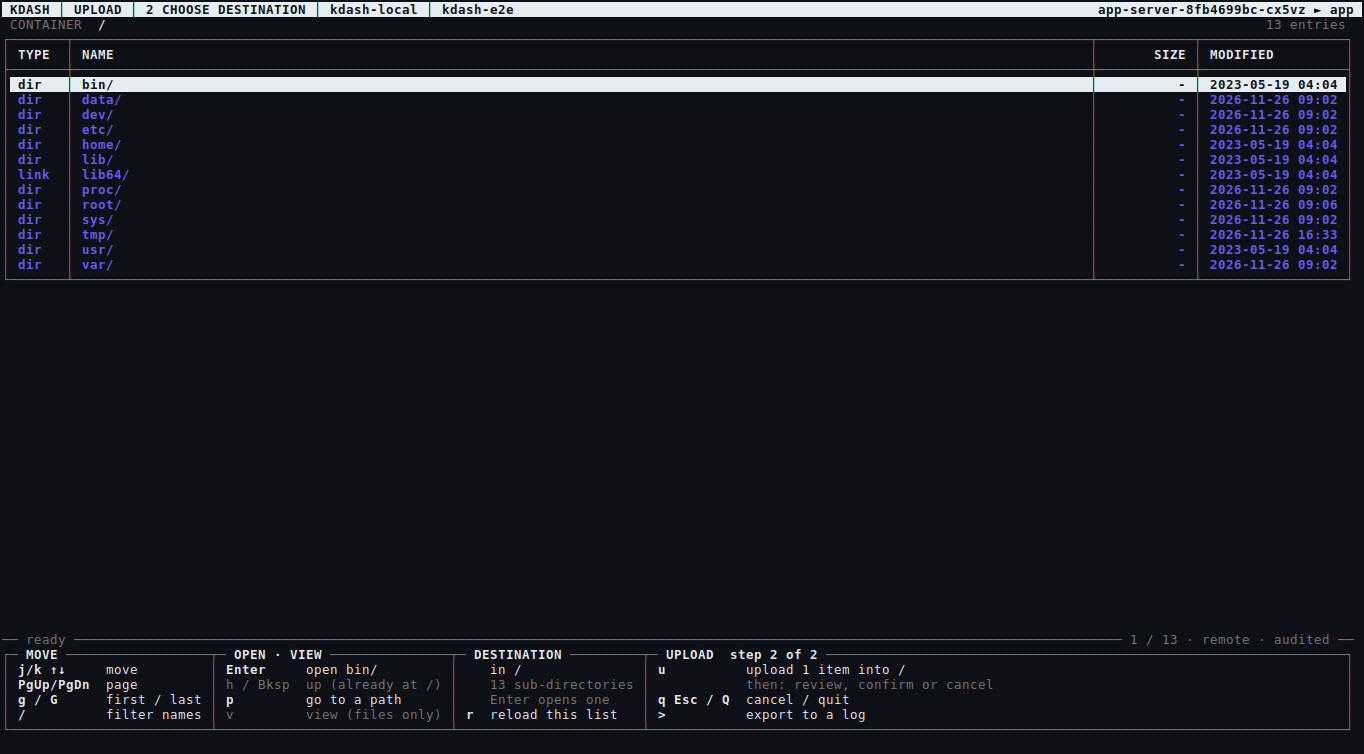 KDASH │ UPLOAD │ 2 CHOOSE DESTINATION │ kdash-local │ kdash-e2e app-server-8fb4699bc-cx5vz ► app
CONTAINER / 13 entries
TYPE NAME SIZE MODIFIED
dir bin/ - 2023-05-19 04:04
dir data/ - 2026-11-26 09:02
dir dev/ - 2026-11-26 09:02
dir etc/ - 2026-11-26 09:02
dir home/ - 2023-05-19 04:04
dir lib/ - 2023-05-19 04:04
link lib64/ - 2023-05-19 04:04
dir proc/ - 2026-11-26 09:02
dir root/ - 2026-11-26 09:06
dir sys/ - 2026-11-26 09:02
dir tmp/ - 2026-11-26 16:33
dir usr/ - 2023-05-19 04:04
dir var/ - 2026-11-26 09:02
ready 1 / 13 · remote · audited
MOVE OPEN · VIEW DESTINATION UPLOAD step 2 of 2
j/k ↑↓ move Enter open bin/ in / u upload 1 item into /
PgUp/PgDn page h / Bksp up (already at /) 13 sub-directories then: review, confirm or cancel
g / G first / last p go to a path Enter opens one q Esc / Q cancel / quit
/ filter names v view (files only) r reload this list > export to a log